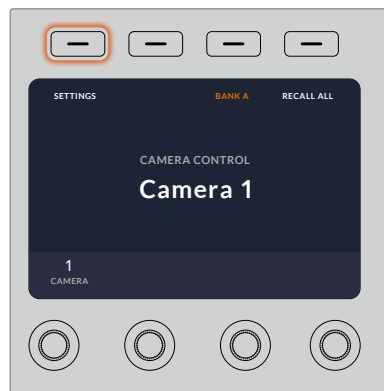 SETTINGS BANK A RECALL ALL
CAMERA CONTROL
Camera 1
1
CAMERA